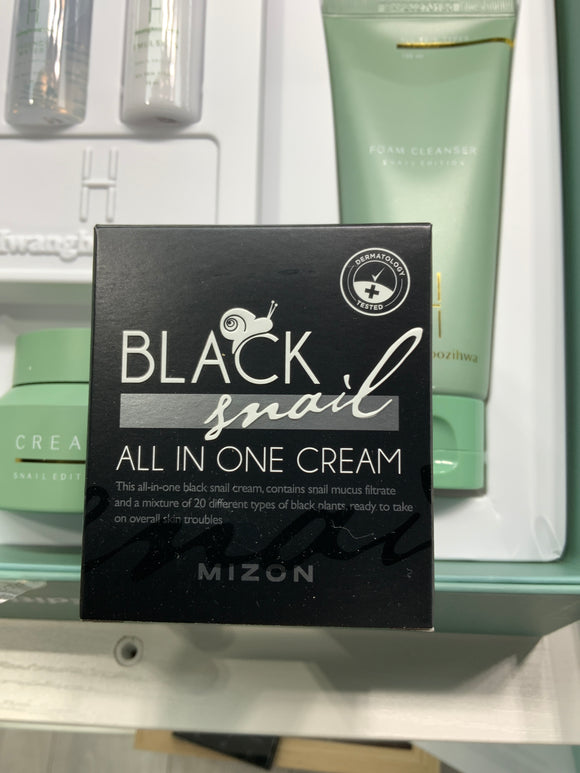 FOAM CLEANSER
SNAIL EDITION
H
DERMATOLOGY
TESTED
BLACK
snail
ALL IN ONE CREAM
This all-in-one black snail cream, contains snail mucus filtrate
and a mixture of 20 different types of black plants, ready to take
on overall skin troubles
MIZON
CREA
SNAIL EDIT
H
ozihwa